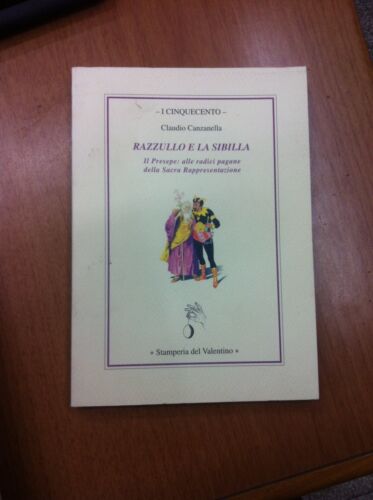 – I CINQUECENTO –
Claudio Canzanella
RAZZULLO E LA SIBILLA
Il Presepe: alle radici pagane
della Sacra Rappresentazione
* Stamperia del Valentino *